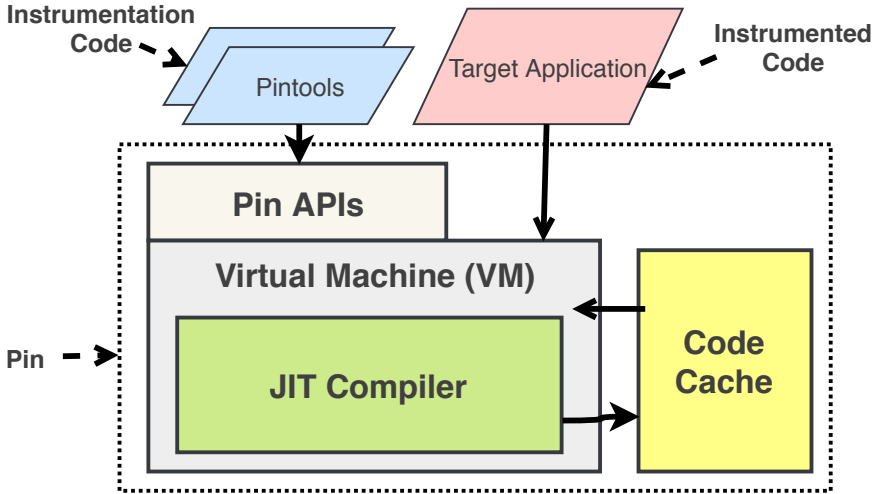 Instrumentation
Code
Pintools
Target Application
Instrumented
Code
Pin APIs
Virtual Machine (VM)
Pin
JIT Compiler
Code
Cache